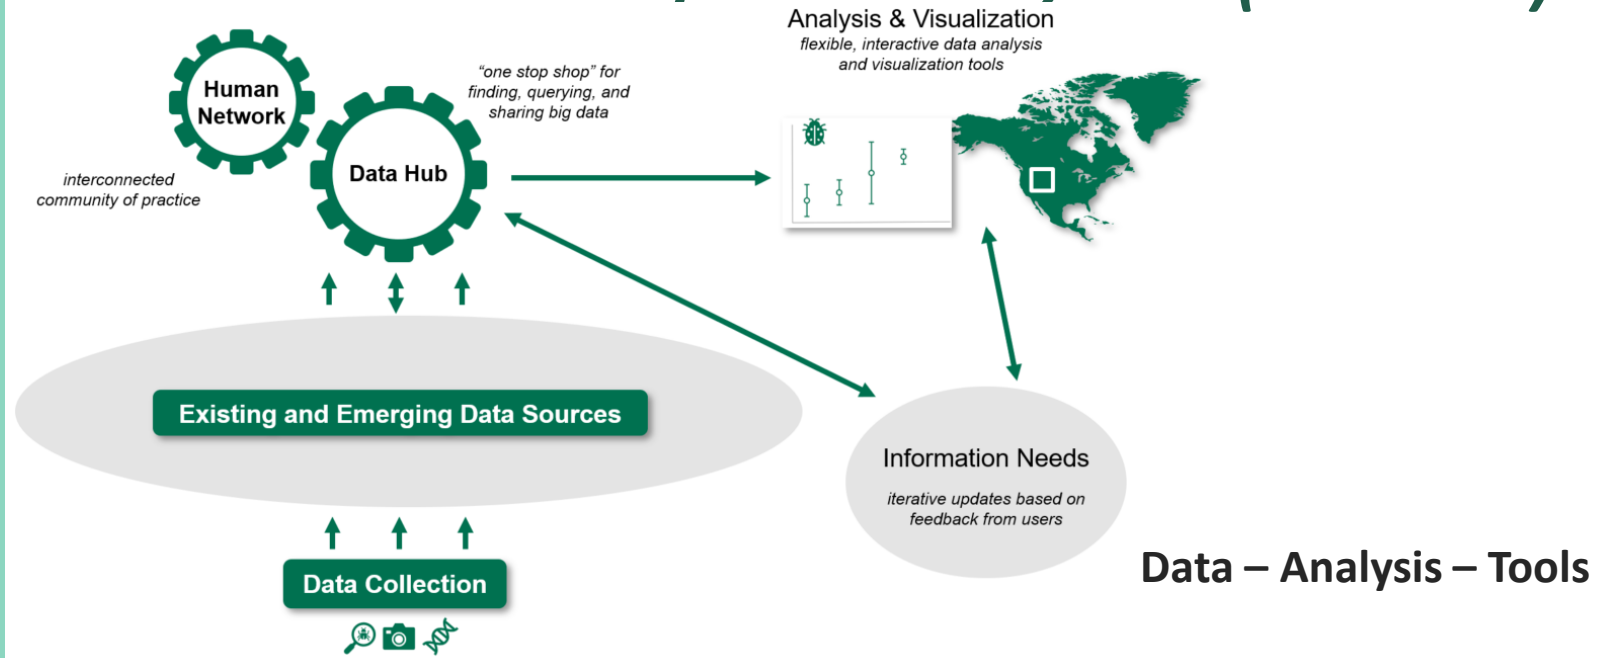 Analysis & Visualization
flexible, interactive data analysis
and visualization tools
Human
Network
"one stop shop" for
finding, querying, and
sharing big data
Data Hub
interconnected
community of practice
Existing and Emerging Data Sources
Information Needs
iterative updates based on
feedback from users
Data – Analysis – Tools
Data Collection